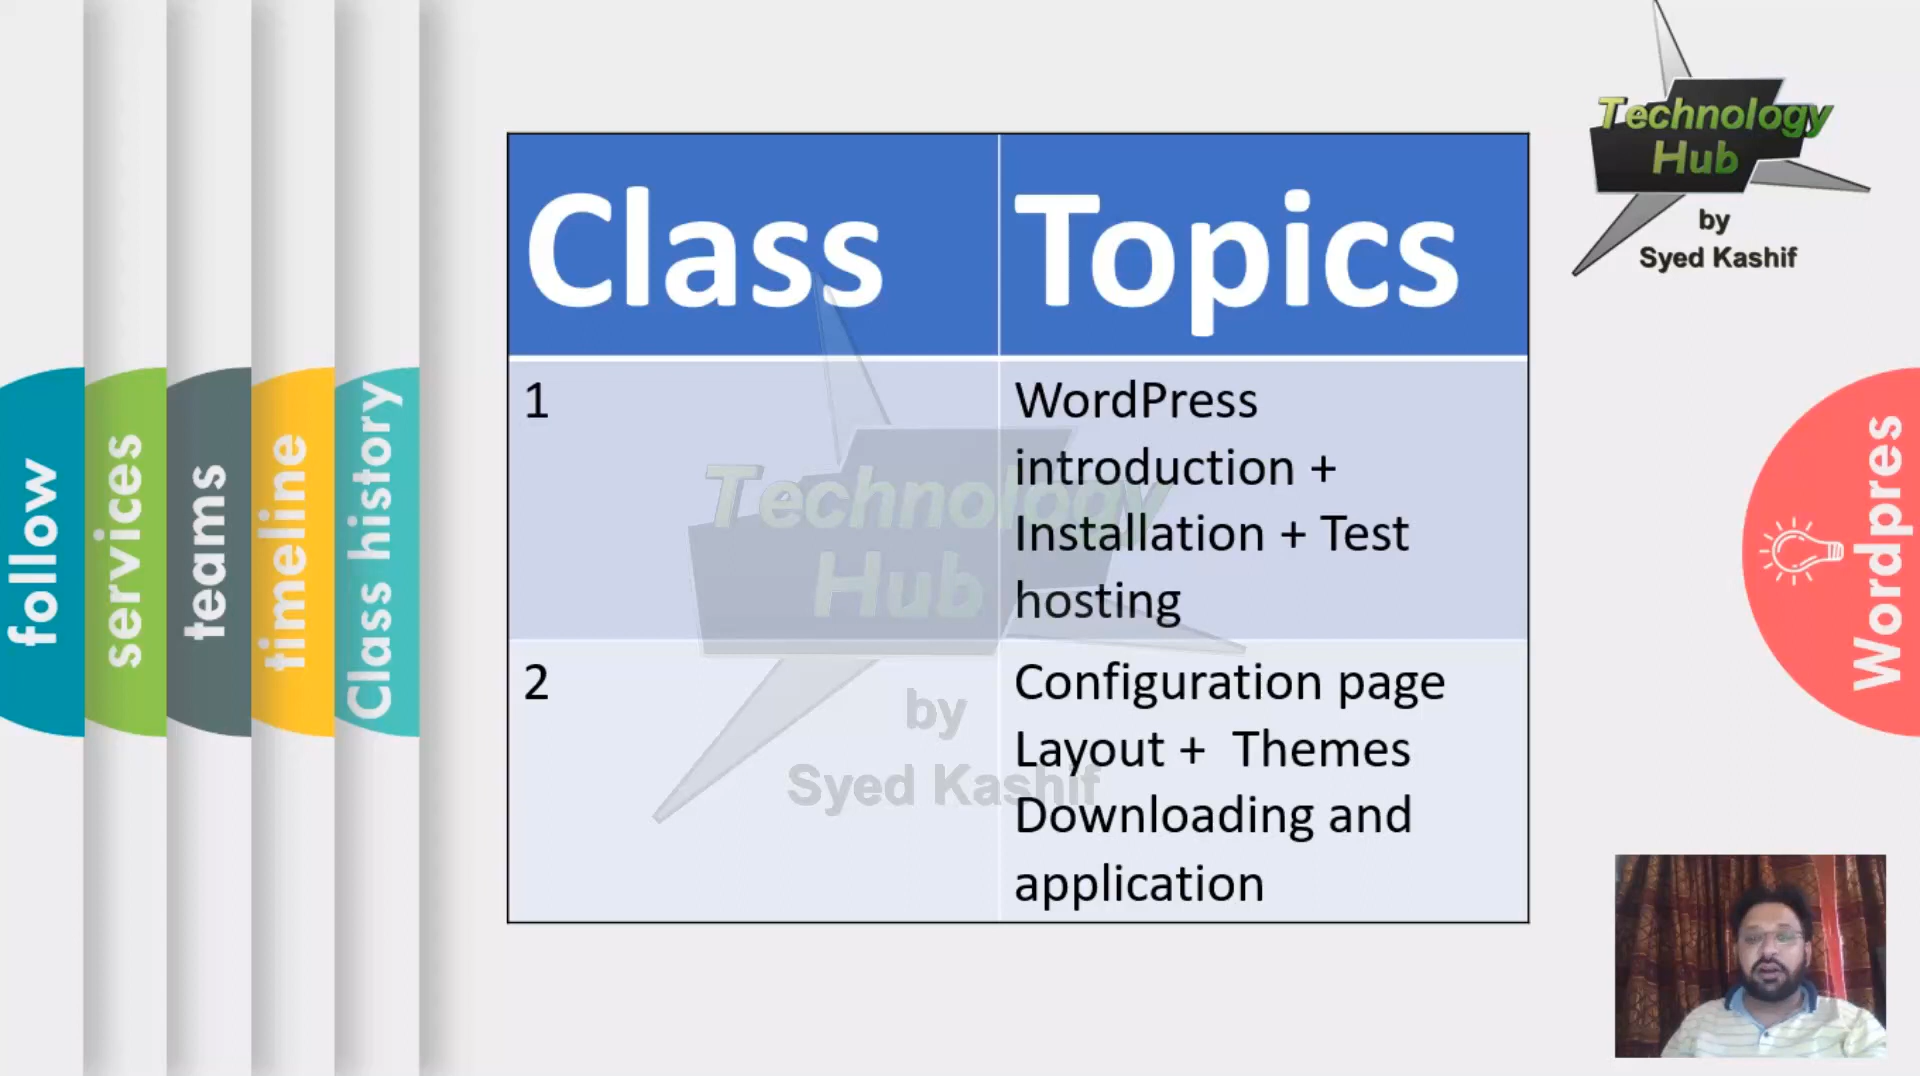 follow
services
teams
timeline
Class history
Class
Topics
1
WordPress
introduction +
Installation + Test
hosting
2
Configuration page
Layout + Themes
Downloading and
application
Technology
Hub
by
Syed Kashif
Technology
Hub
by
Syed Kashif
Wordpres